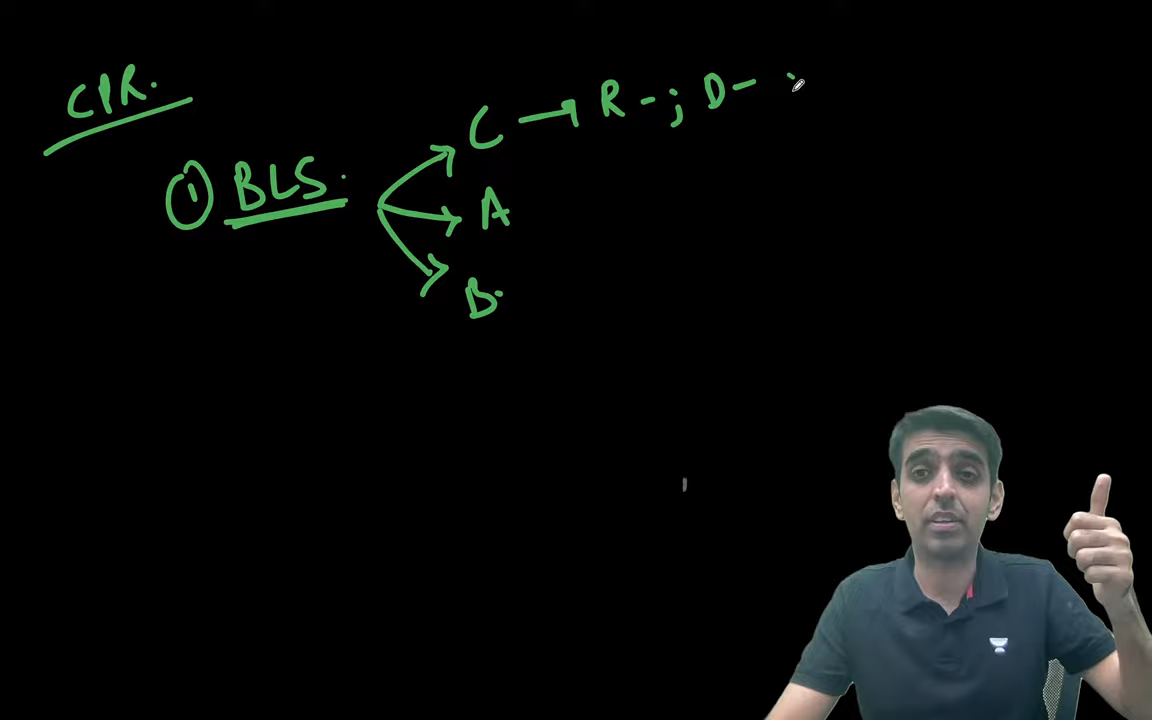 CPR.
① BLS.
C → R - ; D -
A
B.